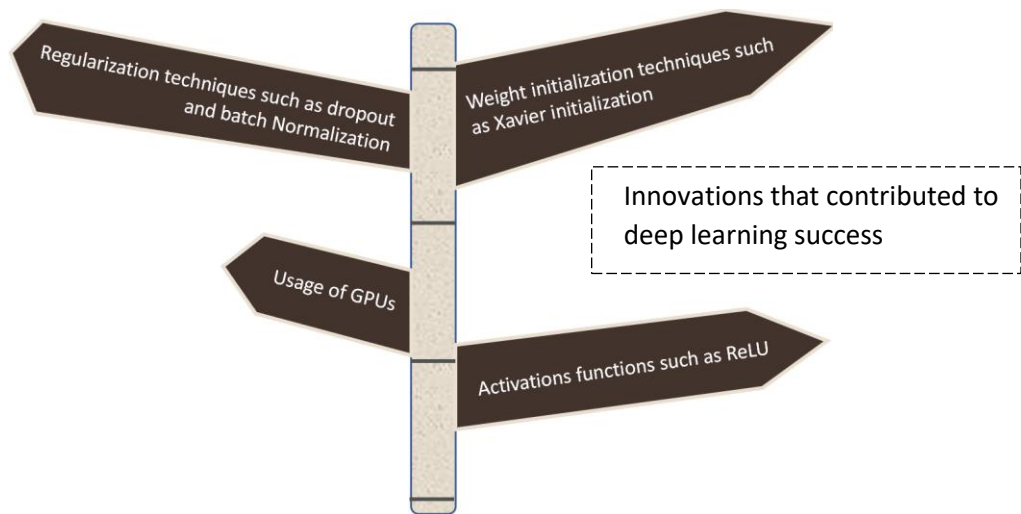 Regularization techniques such as dropout
and batch Normalization
Weight initialization techniques such
as Xavier initialization
Innovations that contributed to
deep learning success
Usage of GPUs
Activations functions such as ReLU